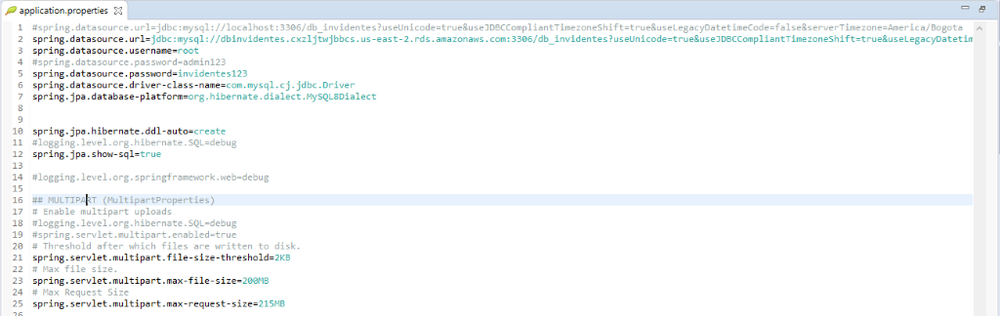 application.properties
1 #spring.datasource.url=jdbc:mysql://localhost:3306/db_invidentes?useUnicode=true&useJDBCCompliantTimezoneShift=true&useLegacyDatetimeCode=false&serverTimezone=America/Bogota
2 spring.datasource.url=jdbc:mysql://dbinvidentes.cxzljtwjbbcs.us-east-2.rds.amazonaws.com:3306/db_invidentes?useUnicode=true&useJDBCCompliantTimezoneShift=true&useLegacyDatetim
3 spring.datasource.username=root
4 #spring.datasource.password=admin123
5 spring.datasource.password=invidentes123
6 spring.datasource.driver-class-name=com.mysql.cj.jdbc.Driver
7 spring.jpa.database-platform=org.hibernate.dialect.MySQL8Dialect
8
9
10 spring.jpa.hibernate.ddl-auto=create
11 #logging.level.org.hibernate.SQL=debug
12 spring.jpa.show-sql=true
13
14 #logging.level.org.springframework.web=debug
15
16 ## MULTIPART (MultipartProperties)
17 # Enable multipart uploads
18 #logging.level.org.hibernate.SQL=debug
19 #spring.servlet.multipart.enabled=true
20 # Threshold after which files are written to disk.
21 spring.servlet.multipart.file-size-threshold=2KB
22 # Max file size.
23 spring.servlet.multipart.max-file-size=200MB
24 # Max Request Size
25 spring.servlet.multipart.max-request-size=215MB
26